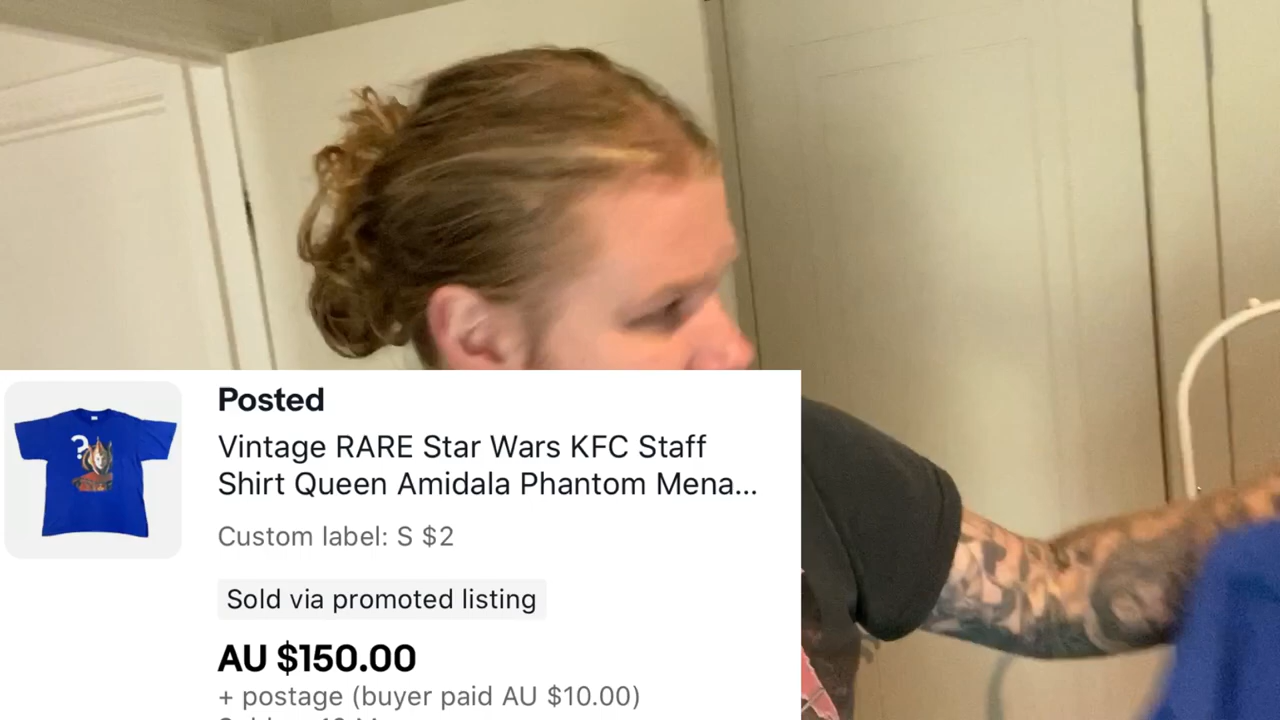 Posted
Vintage RARE Star Wars KFC Staff
Shirt Queen Amidala Phantom Mena...
Custom label: S $2
Sold via promoted listing
AU $150.00
+ postage (buyer paid AU $10.00)
?